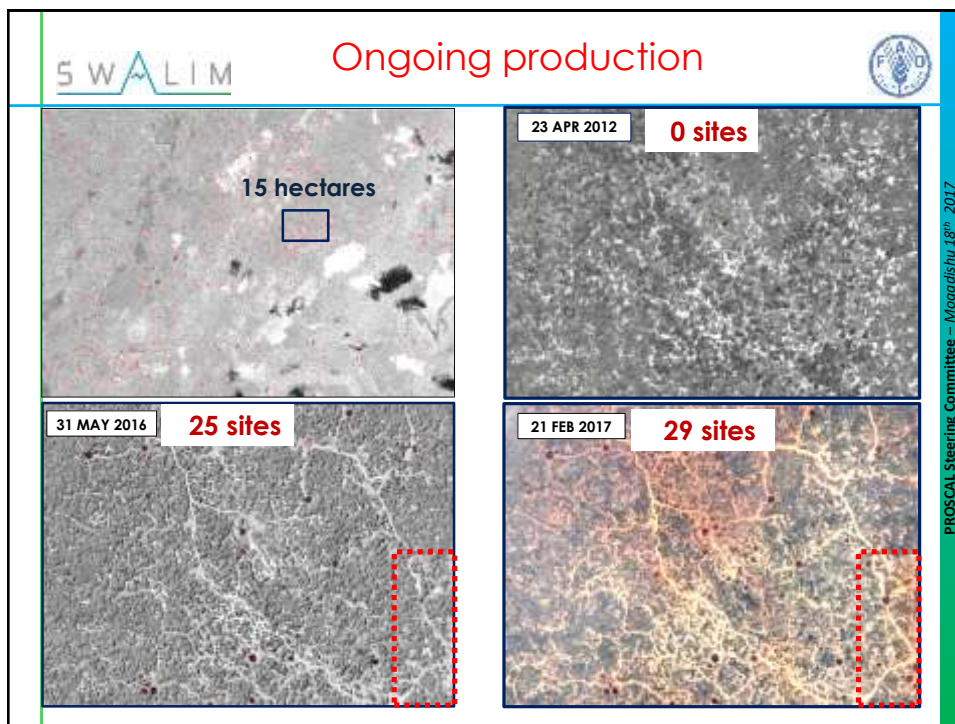 SWALIM
Ongoing production
F A O
15 hectares
23 APR 2012
0 sites
31 MAY 2016
25 sites
21 FEB 2017
29 sites
PROSCAL Steering Committee – Mogadishu 18th 2017